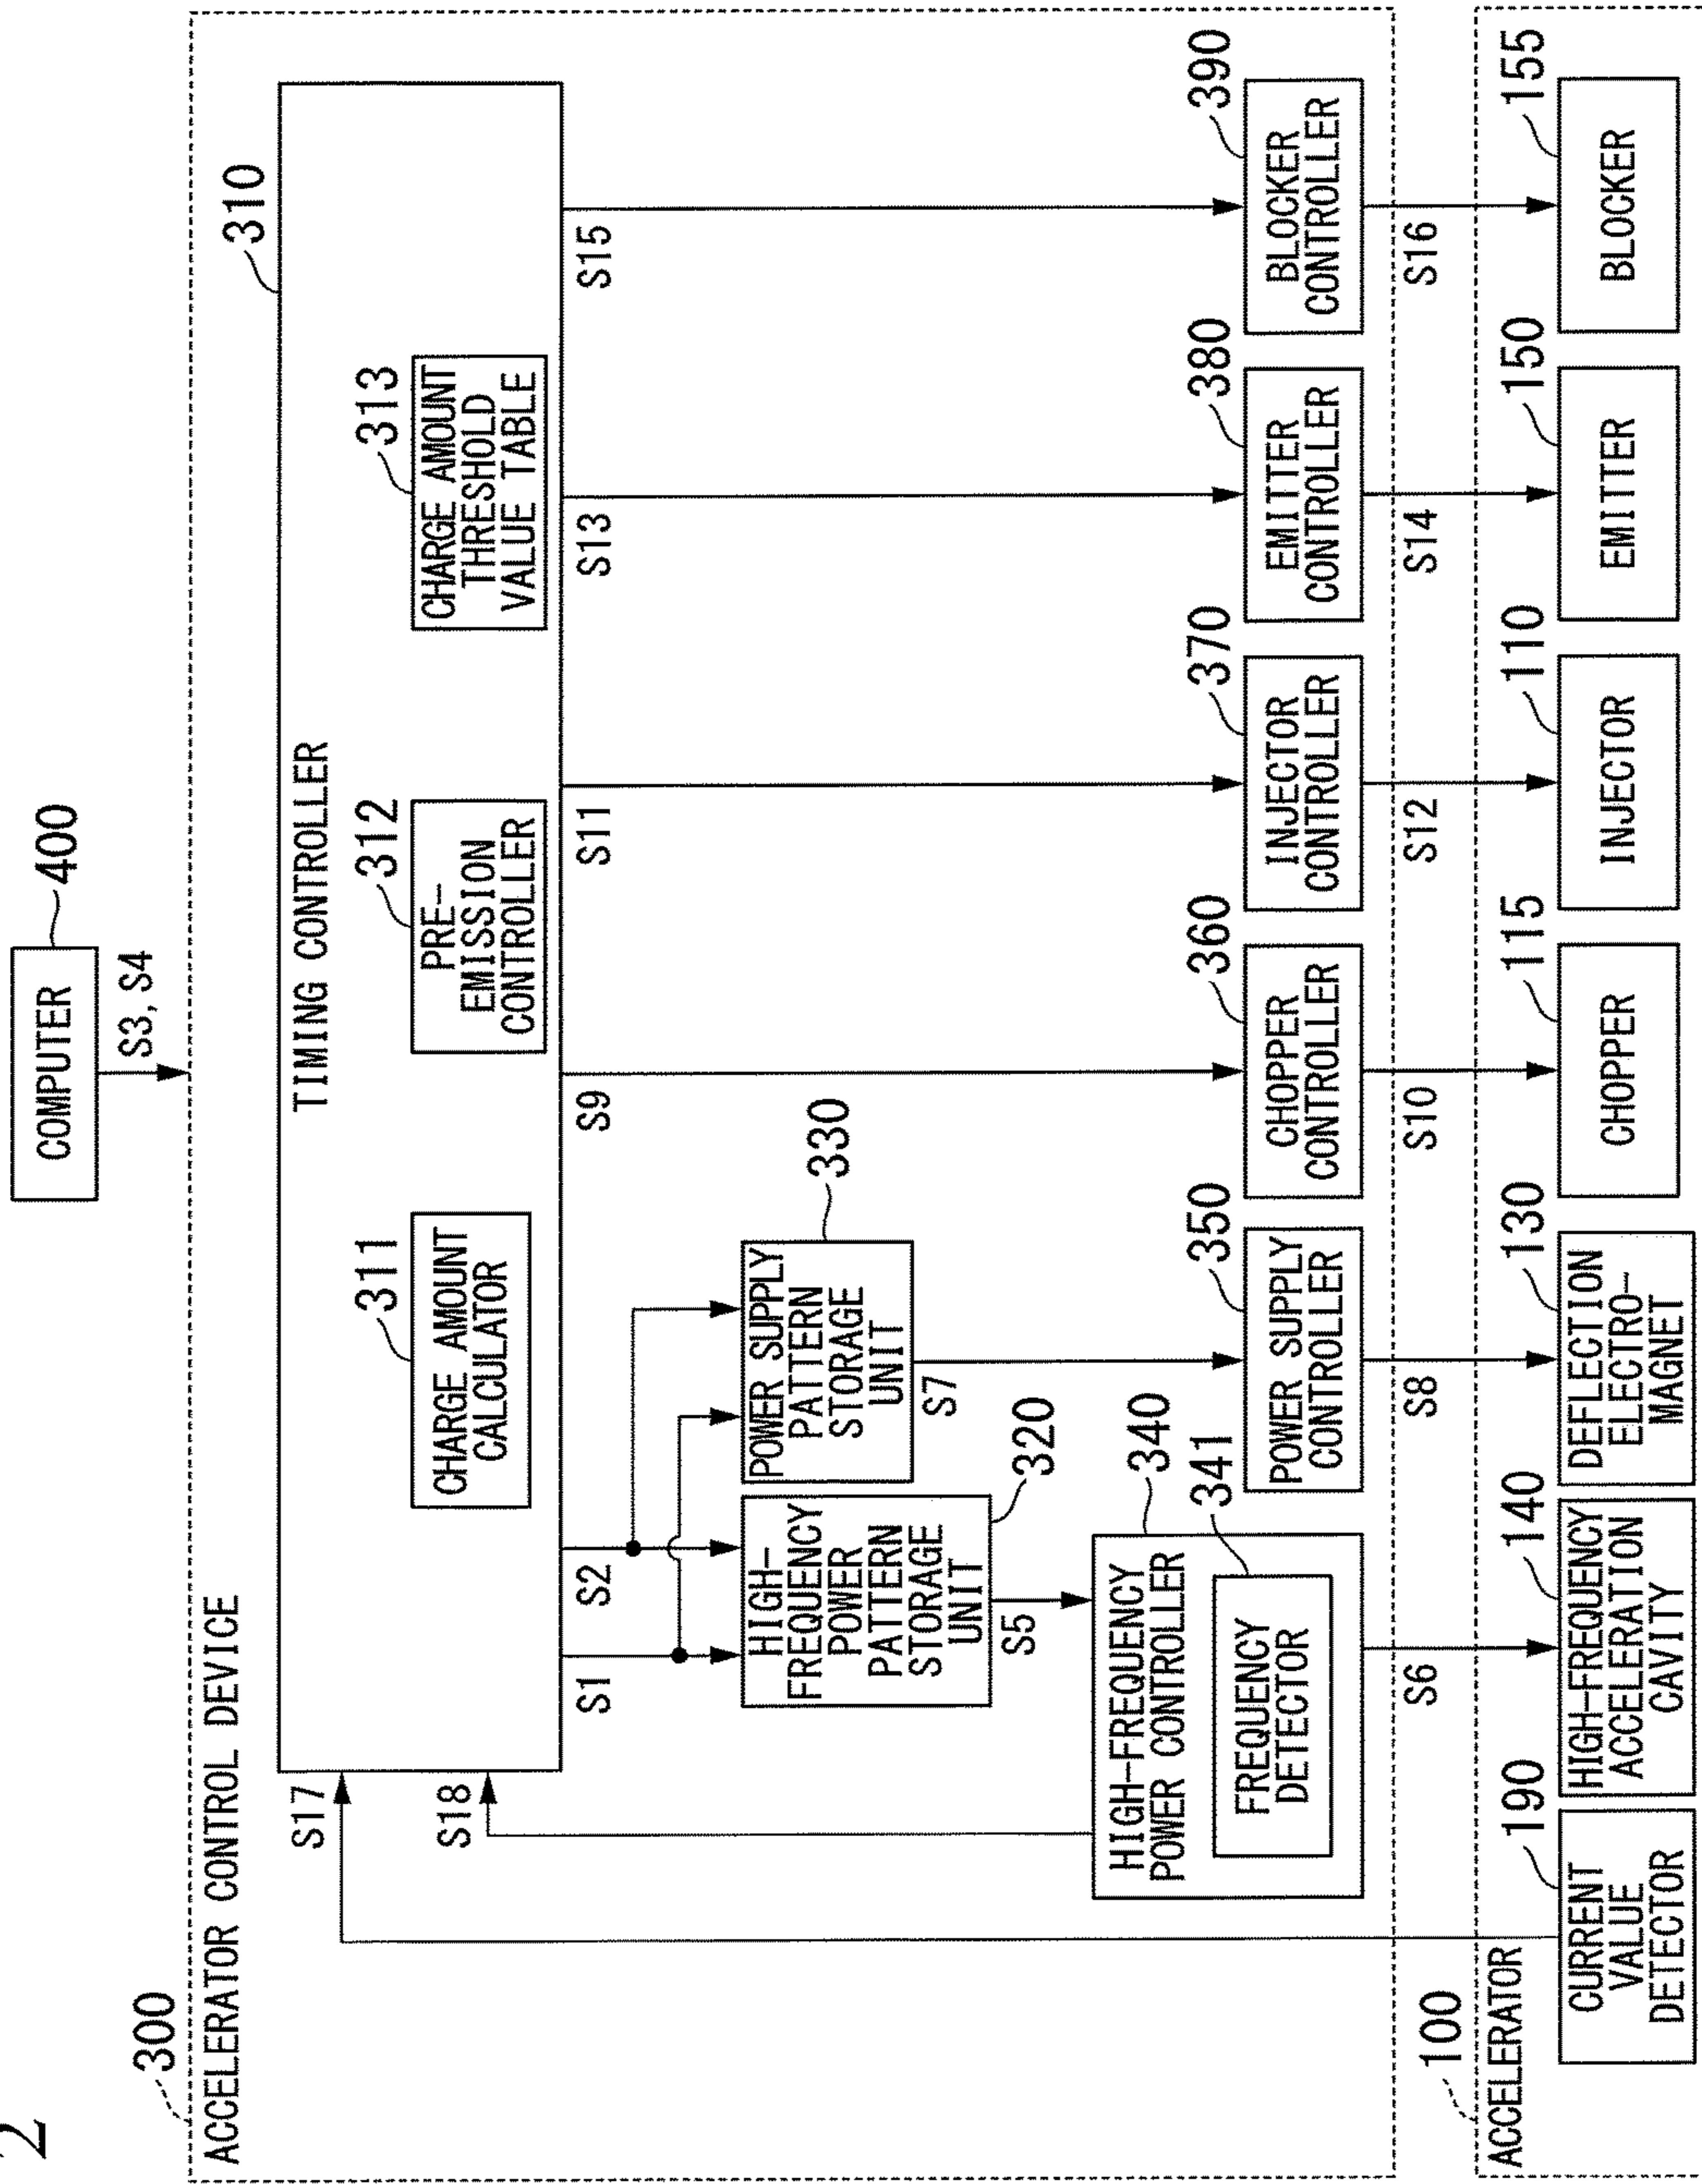 2
COMPUTER
400
S3, S4
300
ACCELERATOR CONTROL DEVICE
310
TIMING CONTROLLER
S17
S18
311
CHARGE AMOUNT
CALCULATOR
312
PRE-
EMISSION
CONTROLLER
313
CHARGE AMOUNT
THRESHOLD
VALUE TABLE
S1
S2
S9
S11
S13
S15
HIGH-
FREQUENCY
POWER
PATTERN
STORAGE
UNIT
320
S5
POWER SUPPLY
PATTERN
STORAGE
UNIT
330
S7
HIGH-FREQUENCY
POWER CONTROLLER
340
FREQUENCY
DETECTOR
341
350
POWER SUPPLY
CONTROLLER
360
CHOPPER
CONTROLLER
370
INJECTOR
CONTROLLER
380
EMITTER
CONTROLLER
390
BLOCKER
CONTROLLER
S6
S8
S10
S12
S14
S16
100
ACCELERATOR
190
CURRENT
VALUE
DETECTOR
140
HIGH-FREQUENCY
ACCELERATION
CAVITY
130
DEFLECTION
ELECTRO-
MAGNET
115
CHOPPER
110
INJECTOR
150
EMITTER
155
BLOCKER